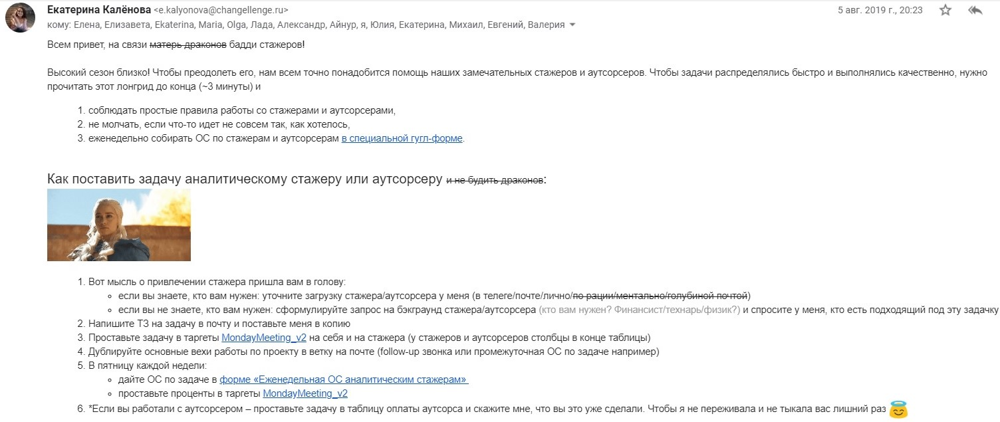 Екатерина Калёнова <e.kalyonova@changellenge.ru>
5 авг. 2019 г., 20:23
кому: Елена, Елизавета, Ekaterina, Maria, Olga, Лада, Александр, Айнур, я, Юлия, Екатерина, Михаил, Евгений, Валерия
Всем привет, на связи матерь драконов бадди стажеров!
Высокий сезон близко! Чтобы преодолеть его, нам всем точно понадобится помощь наших замечательных стажеров и аутсорсеров. Чтобы задачи распределялись быстро и выполнялись качественно, нужно
прочитать этот лонгрид до конца (~3 минуты) и
1. соблюдать простые правила работы со стажерами и аутсорсерами,
2. не молчать, если что-то идет не совсем так, как хотелось,
3. еженедельно собирать ОС по стажерам и аутсорсерам в специальной гугл-форме.
Как поставить задачу аналитическому стажеру или аутсорсеру и не будить драконов:
1. Вот мысль о привлечении стажера пришла вам в голову:
если вы знаете, кто вам нужен: уточните загрузку стажера/аутсорсера у меня (в телеге/почте/лично/по рации/ментально/голубиной почтой)
если вы не знаете, кто вам нужен: сформулируйте запрос на бэкграунд стажера/аутсорсера (кто вам нужен? Финансист/технарь/физик?) и спросите у меня, кто есть подходящий под эту задачку
2. Напишите ТЗ на задачу в почту и поставьте меня в копию
3. Проставьте задачу в таргеты MondayMeeting_v2 на себя и на стажера (у стажеров и аутсорсеров столбцы в конце таблицы)
4. Дублируйте основные вехи работы по проекту в ветку на почте (follow-up звонка или промежуточная ОС по задаче например)
5. В пятницу каждой недели:
дайте ОС по задаче в форме «Еженедельная ОС аналитическим стажерам»
проставьте проценты в таргеты MondayMeeting_v2
6. *Если вы работали с аутсорсером – проставьте задачу в таблицу оплаты аутсорса и скажите мне, что вы это уже сделали. Чтобы я не переживала и не тыкала вас лишний раз